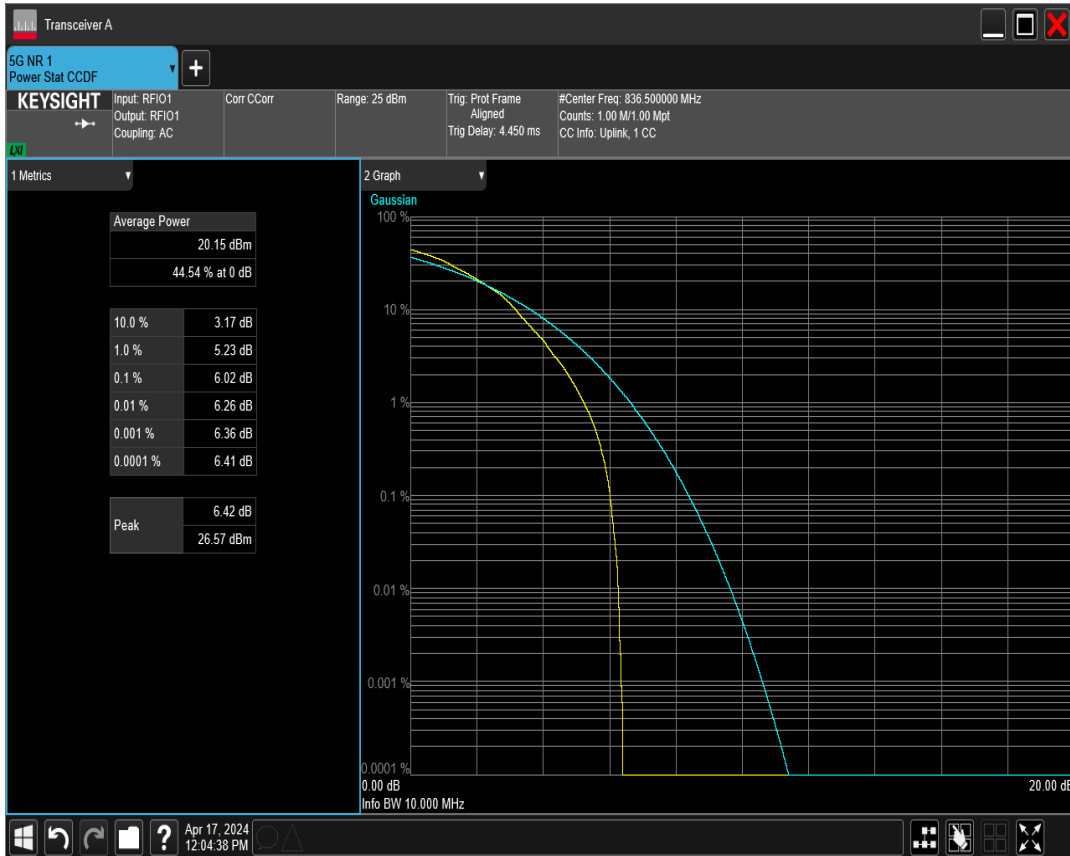 Transceiver A
5G NR 1
Power Stat CCDF
+
KEYSIGHT
LXI
Input: RFIO1
Output: RFIO1
Coupling: AC
Corr CCorr
Range: 25 dBm
Trig: Prot Frame
Aligned
Trig Delay: 4.450 ms
#Center Freq: 836.500000 MHz
Counts: 1.00 M/1.00 Mpt
CC Info: Uplink, 1 CC
1 Metrics
Average Power
20.15 dBm
44.54 % at 0 dB
10.0 % 3.17 dB
1.0 % 5.23 dB
0.1 % 6.02 dB
0.01 % 6.26 dB
0.001 % 6.36 dB
0.0001 % 6.41 dB
Peak 6.42 dB
26.57 dBm
2 Graph
Gaussian
100 %
10 %
1 %
0.1 %
0.01 %
0.001 %
0.0001 %
0.00 dB 20.00 dB
Info BW 10.000 MHz
?
Apr 17, 2024
12:04:38 PM